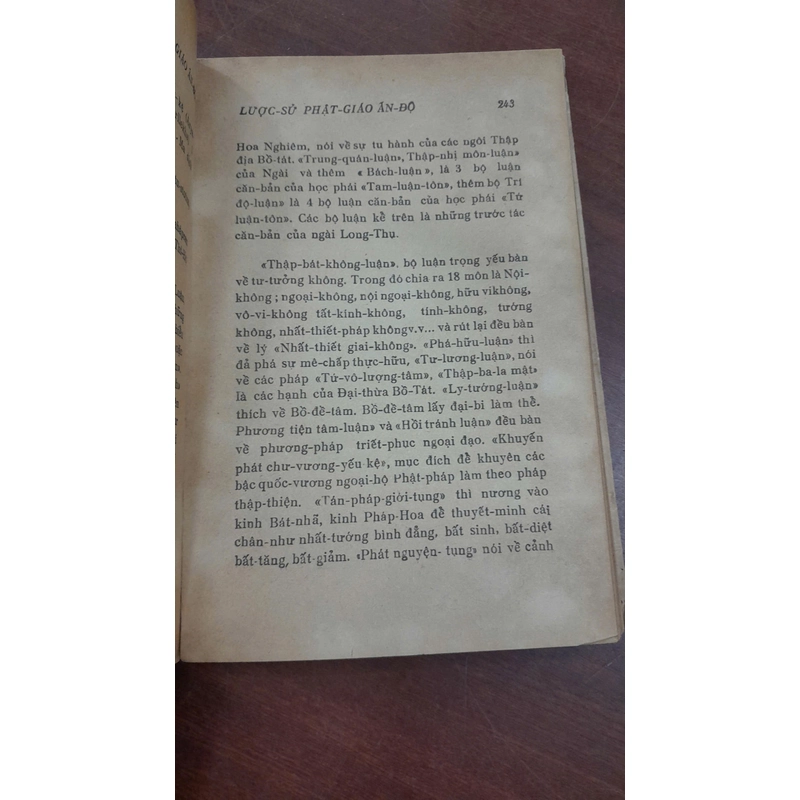 LƯỢC-SỬ PHẬT-GIÁO ẤN-ĐỘ 243
Hoa Nghiêm, nói về sự tu hành của các ngôi Thập
địa Bồ-tát. «Trung-quán-luận», Thập-nhị môn-luận»
của Ngài và thêm «Bách-luận», là 3 bộ luận
căn-bản của học phái «Tam-luận-tôn», thêm bộ Trí
độ-luận» là 4 bộ luận căn-bản của học phái «Tứ
luận-tôn». Các bộ luận kể trên là những trước tác
căn-bản của ngài Long-Thụ.
«Thập-bát-không-luận», bộ luận trọng yếu bàn
về tư-tưởng không. Trong đó chia ra 18 môn là Nội-
không ; ngoại-không, nội ngoại-không, hữu vikhông,
vô-vi-không tất-kinh-không, tính-không, tướng
không, nhất-thiết-pháp khôngv.v... và rút lại đều bàn
về lý «Nhất-thiết giai-không». «Phá-hữu-luận» thì
đả phá sự mê-chấp thực-hữu, «Tư-lương-luận», nói
về các pháp «Tứ-vô-lượng-tâm», «Thập-ba-la mật»
là các hạnh của Đại-thừa Bồ-Tát. «Ly-tướng-luận»
thích về Bồ-đề-tâm. Bồ-đề-tâm lấy đại-bi làm thể.
Phương tiện tâm-luận» và «Hồi tránh luận» đều bàn
về phương-pháp triết-phục ngoại đạo. «Khuyến
phát chư-vương-yếu-kệ», mục đích để khuyên các
bậc quốc-vương ngoại-hộ Phật-pháp làm theo pháp
thập-thiện. «Tán-pháp-giới-tụng» thì nương vào
kinh Bát-nhã, kinh Pháp-Hoa để thuyết-minh cái
chân-như nhất-tướng bình đẳng, bất sinh, bất-diệt
bất-tăng, bất-giảm. «Phát nguyện- tụng» nói về cảnh